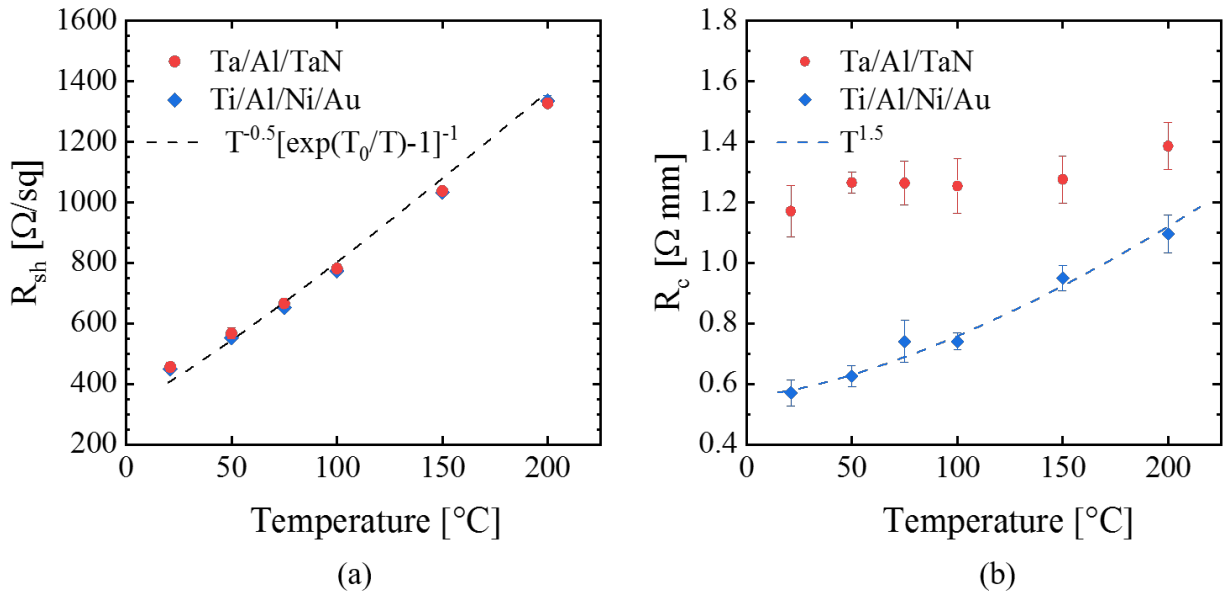 1600
1400
1200
1000
800
600
400
200
R_sh [Ω/sq]
Ta/Al/TaN
Ti/Al/Ni/Au
T^-0.5[exp(T_0/T)-1]^-1
0 50 100 150 200
Temperature [°C]
(a)
1.8
1.6
1.4
1.2
1.0
0.8
0.6
0.4
R_c [Ω mm]
Ta/Al/TaN
Ti/Al/Ni/Au
T^1.5
0 50 100 150 200
Temperature [°C]
(b)